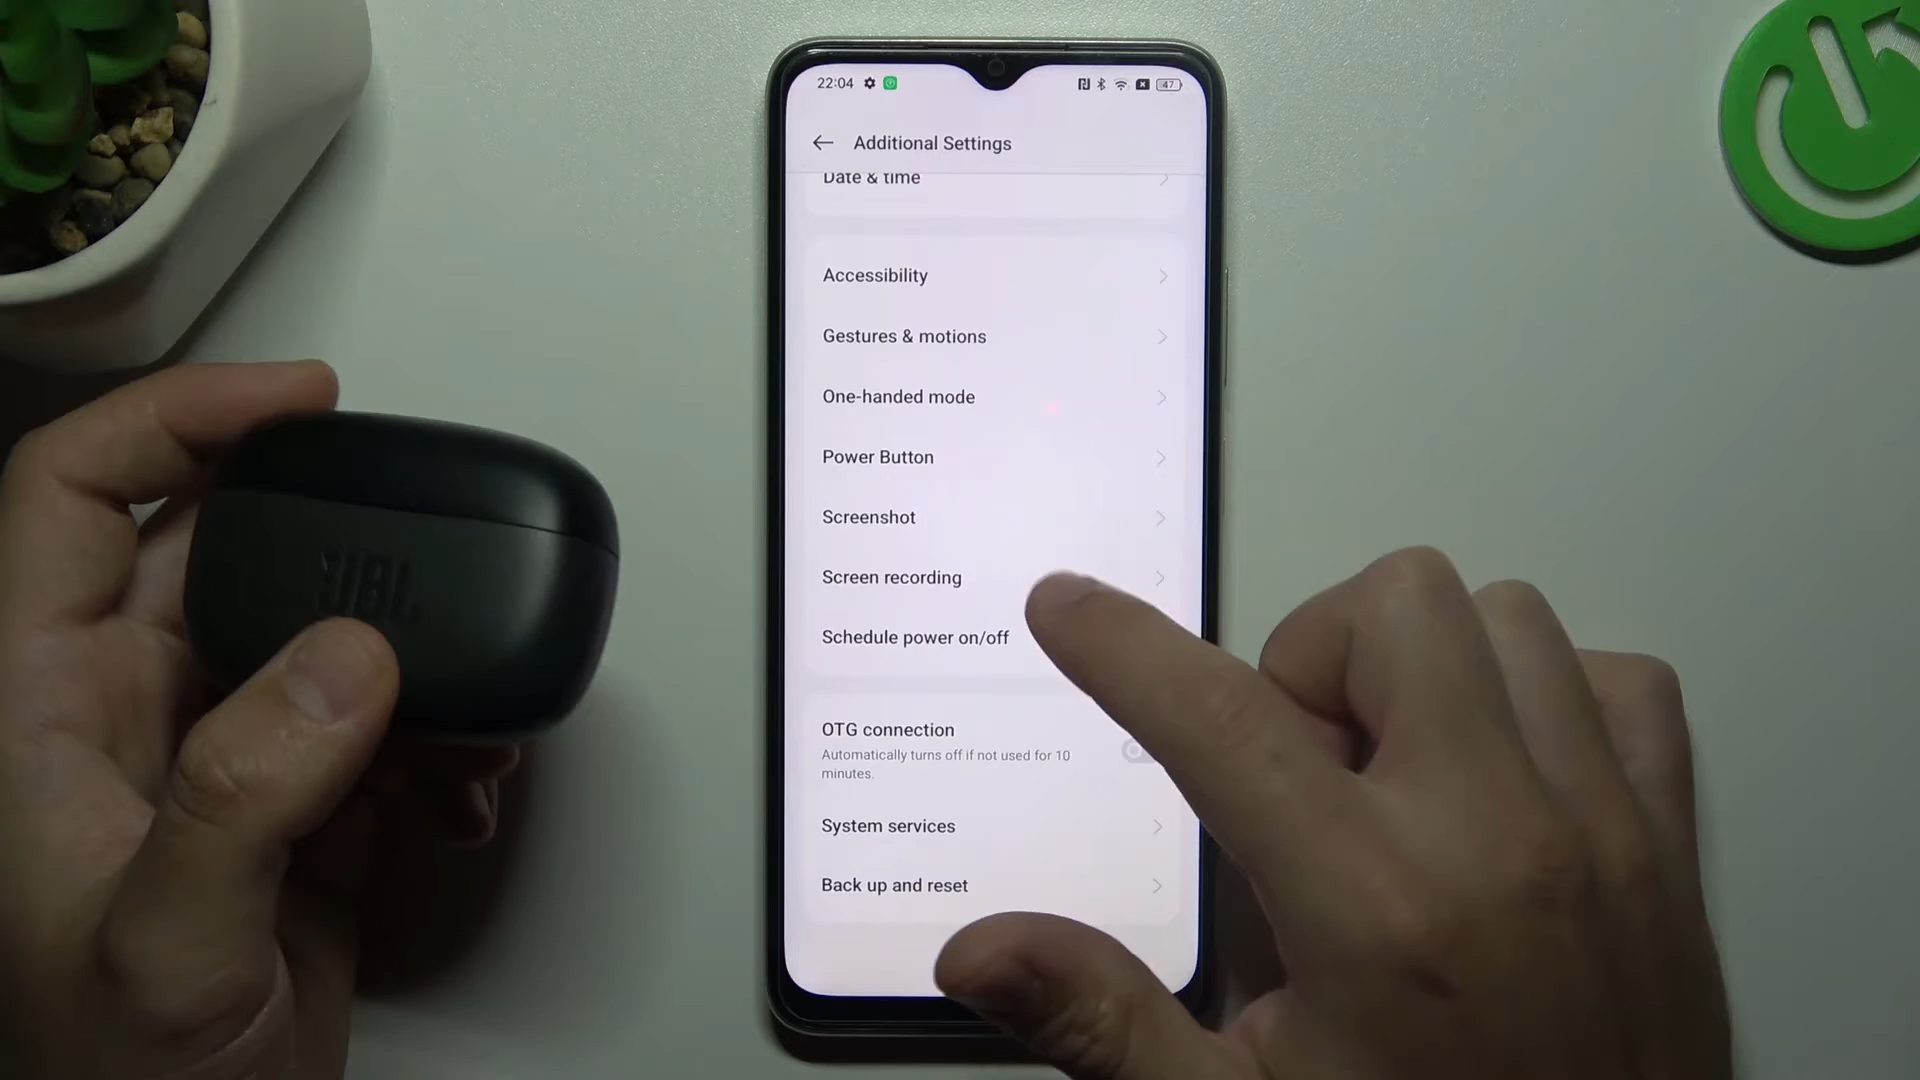 22:04
47
Additional Settings
Date & time
Accessibility
Gestures & motions
One-handed mode
Power Button
Screenshot
Screen recording
Schedule power on/off
OTG connection
Automatically turns off if not used for 10
minutes.
System services
Back up and reset
JBL